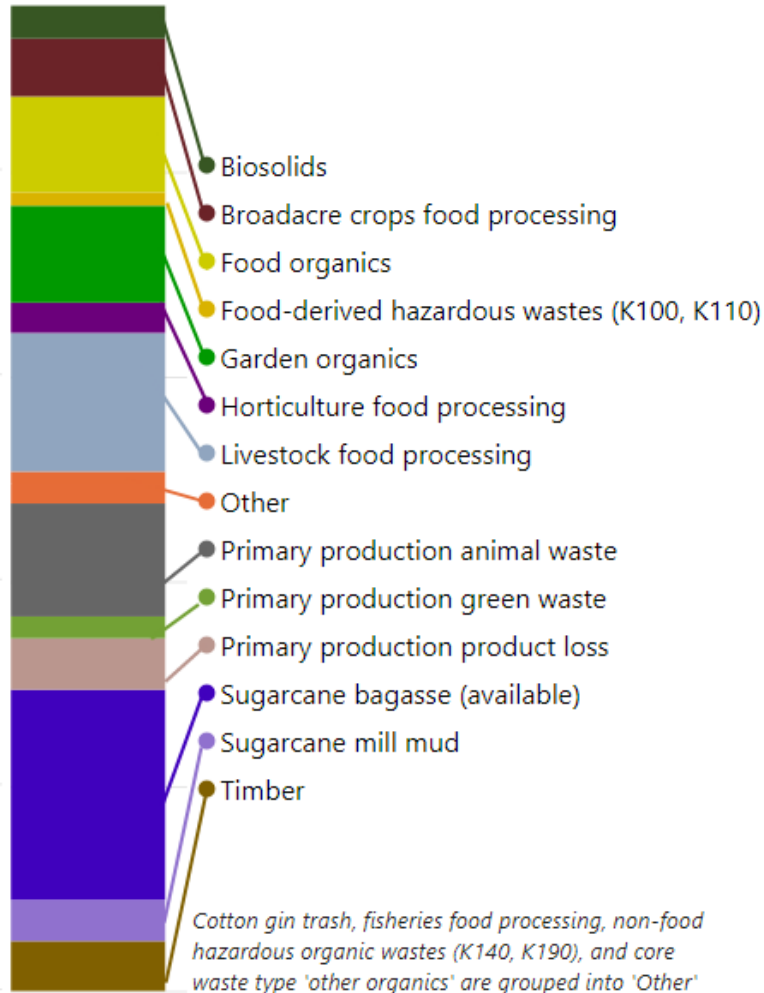 Biosolids
Broadacre crops food processing
Food organics
Food-derived hazardous wastes (K100, K110)
Garden organics
Horticulture food processing
Livestock food processing
Other
Primary production animal waste
Primary production green waste
Primary production product loss
Sugarcane bagasse (available)
Sugarcane mill mud
Timber
Cotton gin trash, fisheries food processing, non-food
hazardous organic wastes (K140, K190), and core
waste type 'other organics' are grouped into 'Other'